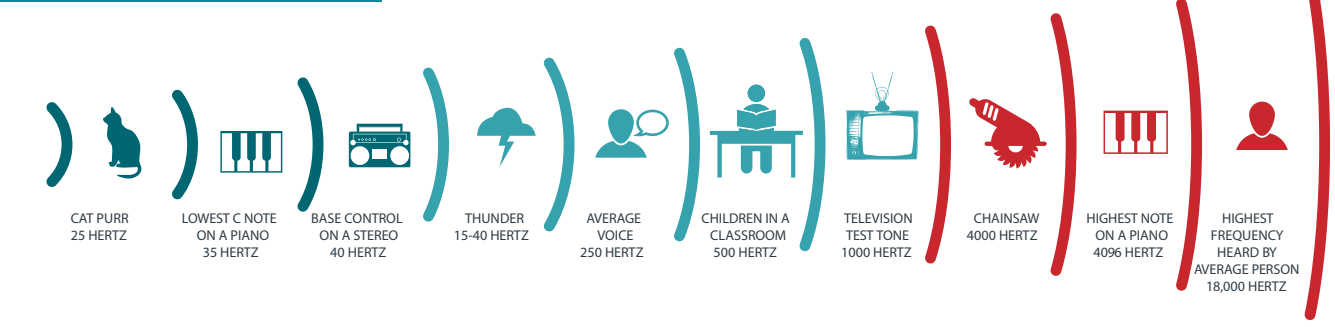 CAT PURR
25 HERTZ
LOWEST C NOTE
ON A PIANO
35 HERTZ
BASE CONTROL
ON A STEREO
40 HERTZ
THUNDER
15-40 HERTZ
AVERAGE
VOICE
250 HERTZ
CHILDREN IN A
CLASSROOM
500 HERTZ
TELEVISION
TEST TONE
1000 HERTZ
CHAINSAW
4000 HERTZ
HIGHEST NOTE
ON A PIANO
4096 HERTZ
HIGHEST
FREQUENCY
HEARD BY
AVERAGE PERSON
18,000 HERTZ